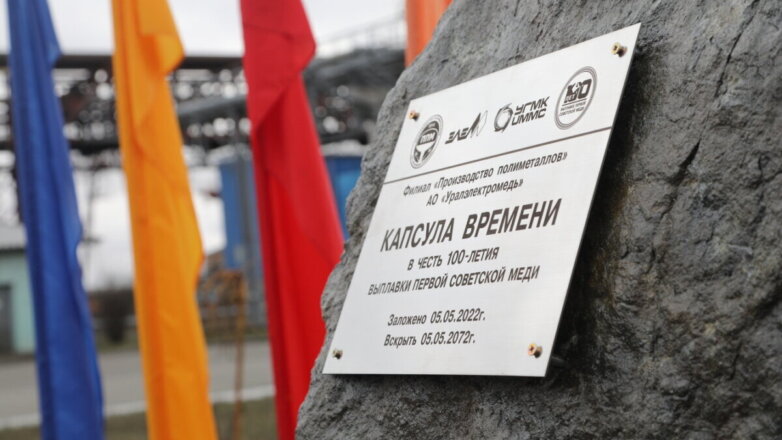 УГМК
UMMC
Филиал «Производство полиметаллов»
АО «Уралэлектромедь»
КАПСУЛА ВРЕМЕНИ
В ЧЕСТЬ 100-ЛЕТИЯ
ВЫПЛАВКИ ПЕРВОЙ СОВЕТСКОЙ МЕДИ
Заложено 05.05.2022г.
Вскрыть 05.05.2072г.